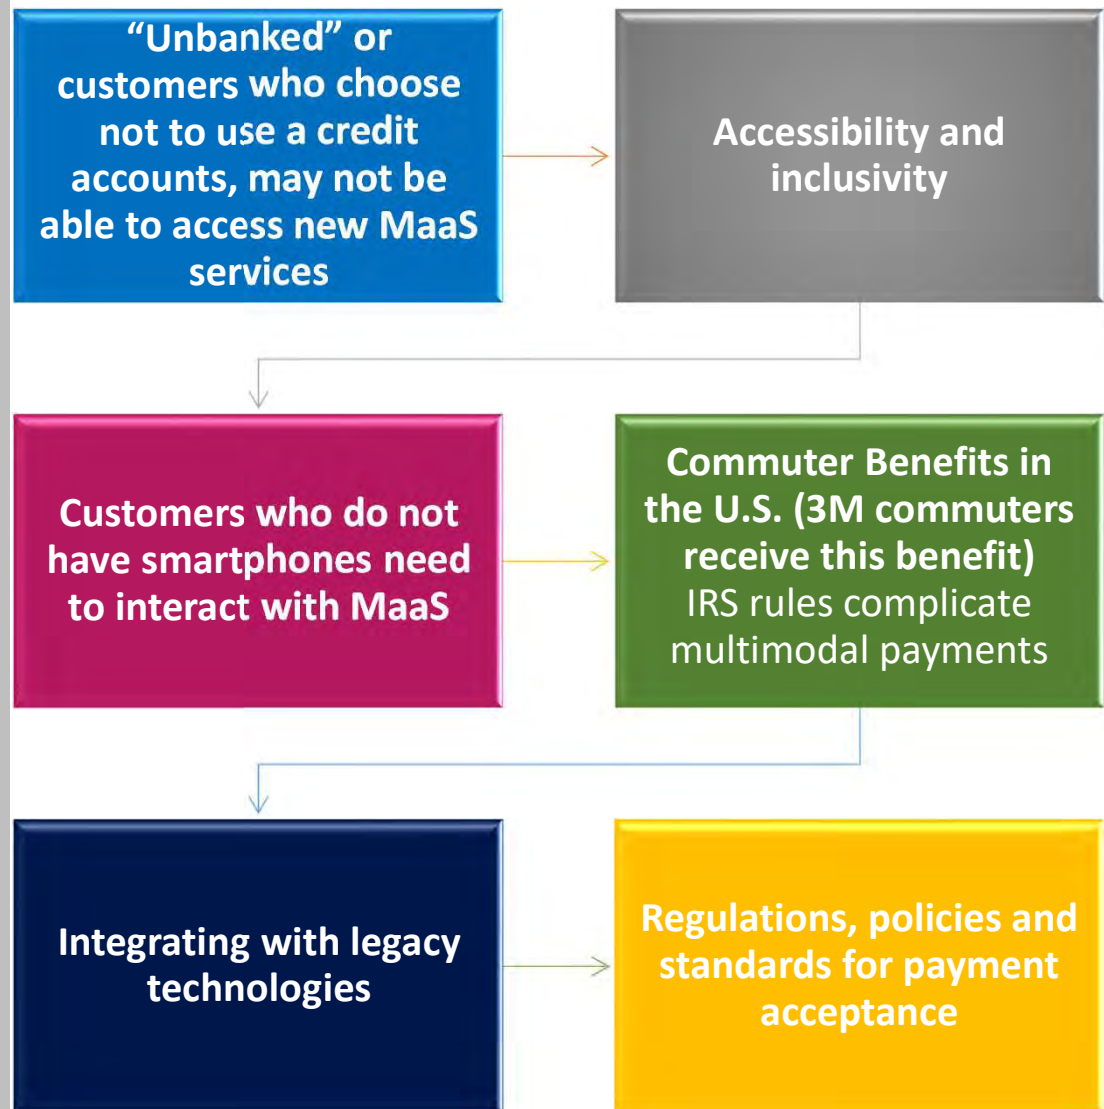 “Unbanked” or
customers who choose
not to use a credit
accounts, may not be
able to access new MaaS
services
Accessibility and
inclusivity
Customers who do not
have smartphones need
to interact with MaaS
Commuter Benefits in
the U.S. (3M commuters
receive this benefit)
IRS rules complicate
multimodal payments
Integrating with legacy
technologies
Regulations, policies and
standards for payment
acceptance